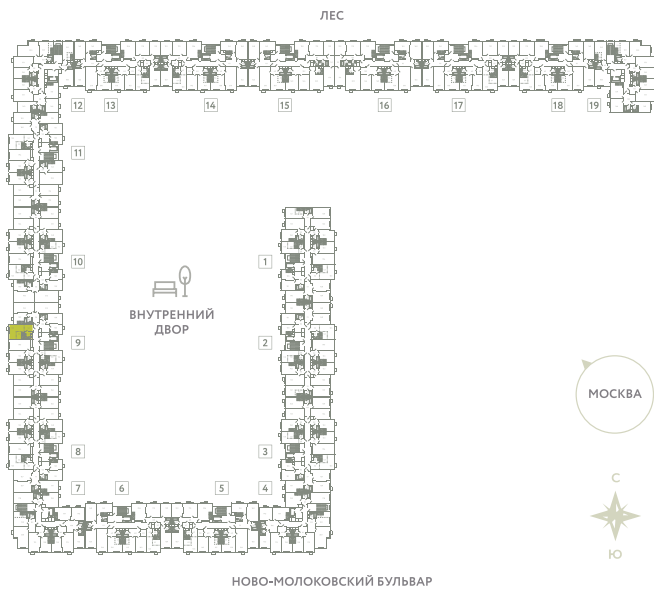 ЛЕС
12 13 14 15 16 17 18 19
11
10 1
ВНУТРЕННИЙ
ДВОР
9 2
МОСКВА
8 3
7 6 5 4
С
Ю
НОВО-МОЛОКОВСКИЙ БУЛЬВАР